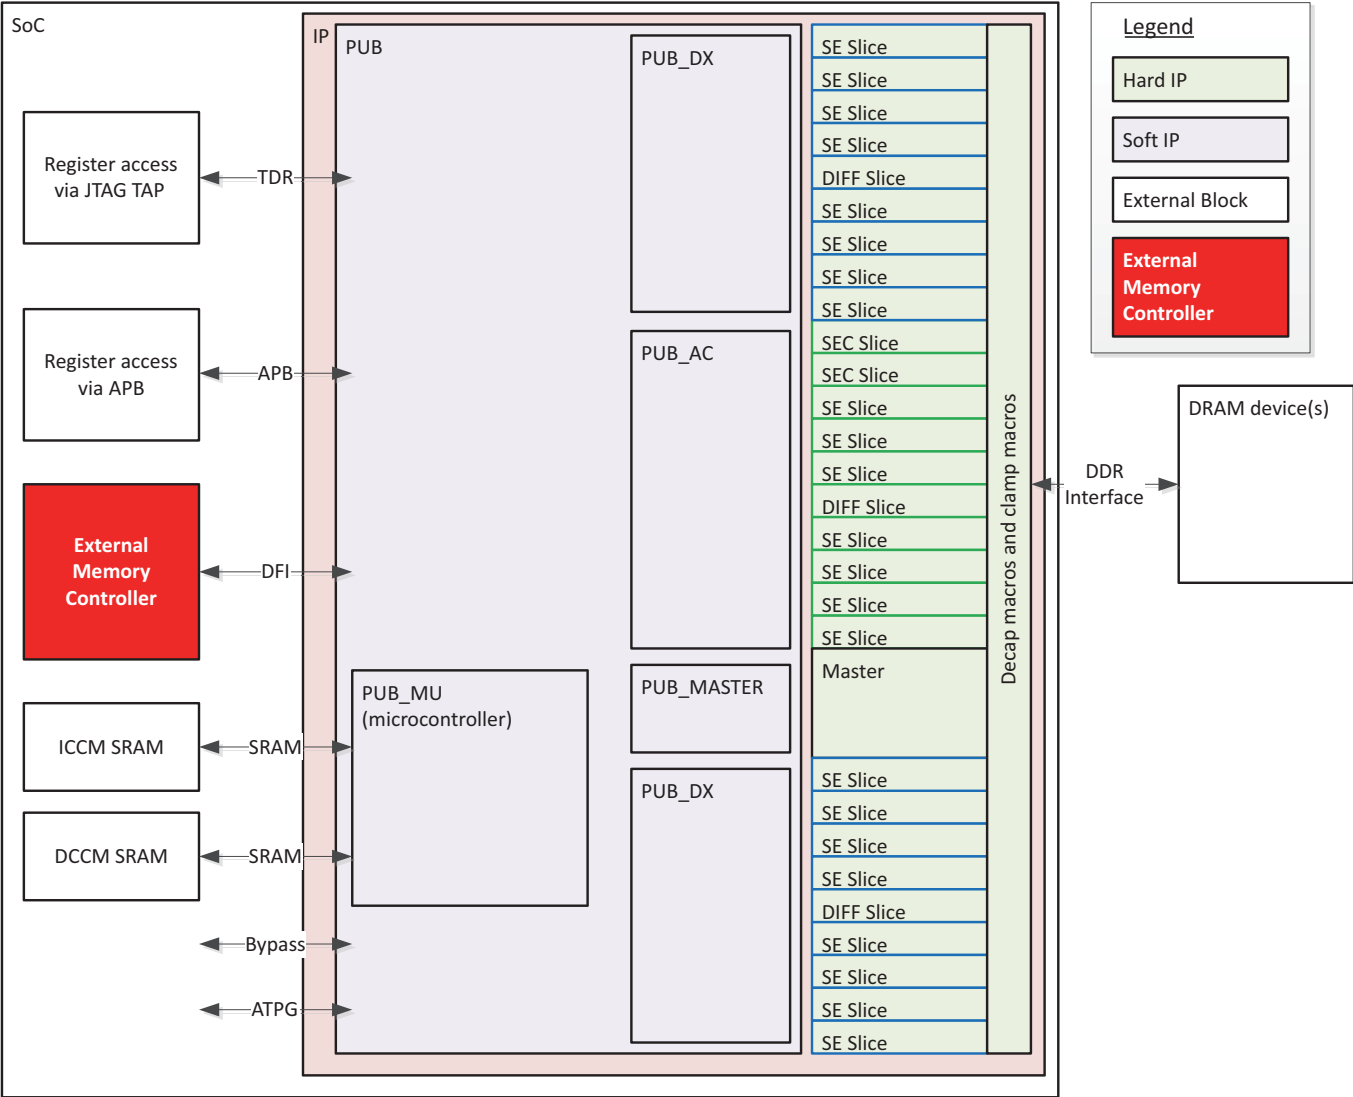 SoC
IP
PUB
Register access
via JTAG TAP
TDR
Register access
via APB
APB
External
Memory
Controller
DFI
ICCM SRAM
SRAM
DCCM SRAM
SRAM
Bypass
ATPG
PUB_MU
(microcontroller)
PUB_DX
PUB_AC
PUB_MASTER
PUB_DX
SE Slice
SE Slice
SE Slice
SE Slice
DIFF Slice
SE Slice
SE Slice
SE Slice
SE Slice
SEC Slice
SEC Slice
SE Slice
SE Slice
SE Slice
DIFF Slice
SE Slice
SE Slice
SE Slice
SE Slice
Master
SE Slice
SE Slice
SE Slice
SE Slice
DIFF Slice
SE Slice
SE Slice
SE Slice
SE Slice
Decap macros and clamp macros
DDR
Interface
DRAM device(s)
Legend
Hard IP
Soft IP
External Block
External
Memory
Controller